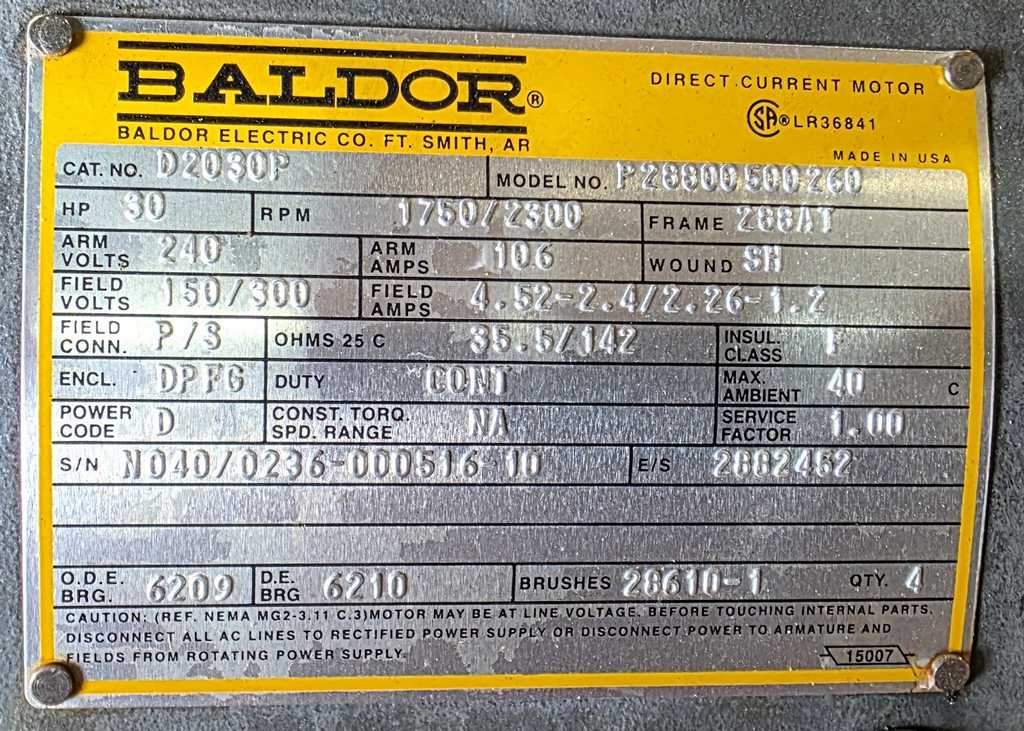 BALDOR®
DIRECT CURRENT MOTOR
SA® LR36841
BALDOR ELECTRIC CO. FT. SMITH, AR
MADE IN USA
CAT. NO. D2030P MODEL NO. P28800500260
HP 30 RPM 1750/2300 FRAME 288AT
ARM VOLTS 240 ARM AMPS 106 WOUND SH
FIELD VOLTS 150/300 FIELD AMPS 4.52-2.4/2.26-1.2
FIELD CONN. P/S OHMS 25 C 35.5/142 INSUL. CLASS F
ENCL. DPFG DUTY CONT MAX. AMBIENT 40 C
POWER CODE D CONST. TORQ. SPD. RANGE NA SERVICE FACTOR 1.00
S/N N040/0236-000516-10 E/S 2882452
O.D.E. BRG. 6209 D.E. BRG 6210 BRUSHES 28610-1 QTY. 4
CAUTION: (REF. NEMA MG2-3.11 C.3) MOTOR MAY BE AT LINE VOLTAGE. BEFORE TOUCHING INTERNAL PARTS,
DISCONNECT ALL AC LINES TO RECTIFIED POWER SUPPLY OR DISCONNECT POWER TO ARMATURE AND
FIELDS FROM ROTATING POWER SUPPLY.
15007